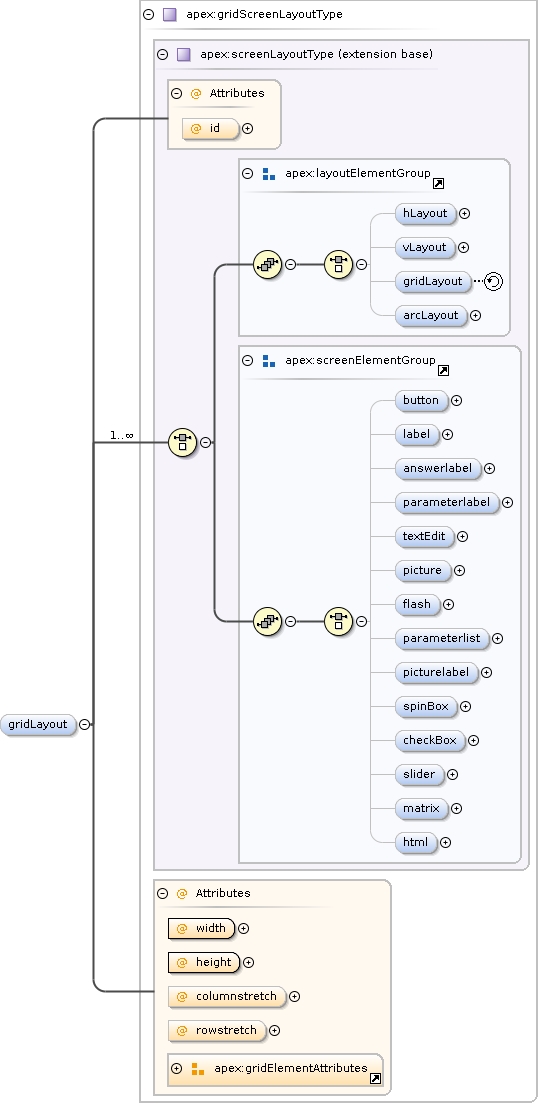 apex:gridScreenLayoutType
apex:screenLayoutType (extension base)
@ Attributes
@ id
apex:layoutElementGroup
hLayout
vLayout
gridLayout
arcLayout
apex:screenElementGroup
button
label
1..∞
answerlabel
parameterlabel
textEdit
picture
flash
parameterlist
picturelabel
spinBox
gridLayout
checkBox
slider
matrix
html
@ Attributes
@ width
@ height
@ columnstretch
@ rowstretch
apex:gridElementAttributes